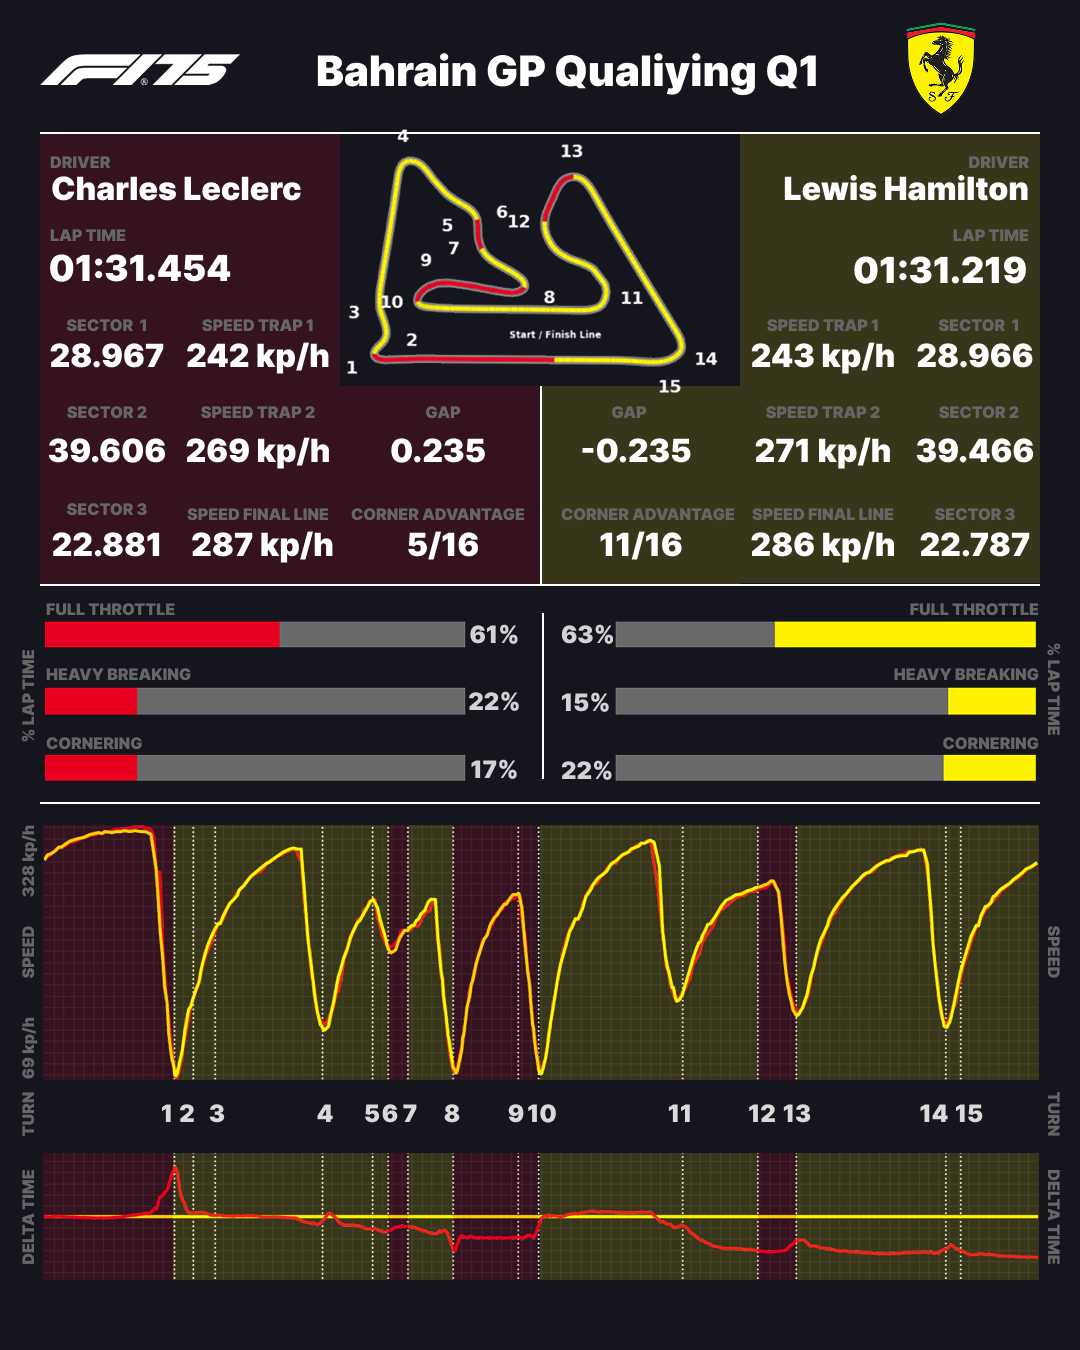 F1®75
Bahrain GP Qualiying Q1
S F
DRIVER
Charles Leclerc
LAP TIME
01:31.454
SECTOR 1
SPEED TRAP 1
28.967
242 kp/h
SECTOR 2
SPEED TRAP 2
GAP
39.606
269 kp/h
0.235
SECTOR 3
SPEED FINAL LINE
CORNER ADVANTAGE
22.881
287 kp/h
5/16
4
13
6
12
5
7
9
10
8
11
3
2
Start / Finish Line
1
14
15
DRIVER
Lewis Hamilton
LAP TIME
01:31.219
SPEED TRAP 1
SECTOR 1
243 kp/h
28.966
GAP
SPEED TRAP 2
SECTOR 2
-0.235
271 kp/h
39.466
CORNER ADVANTAGE
SPEED FINAL LINE
SECTOR 3
11/16
286 kp/h
22.787
% LAP TIME
FULL THROTTLE
61%
HEAVY BREAKING
22%
CORNERING
17%
FULL THROTTLE
63%
HEAVY BREAKING
15%
CORNERING
22%
% LAP TIME
328 kp/h
SPEED
69 kp/h
SPEED
TURN
1 2 3 4 5 6 7 8 9 10 11 12 13 14 15
TURN
DELTA TIME
DELTA TIME